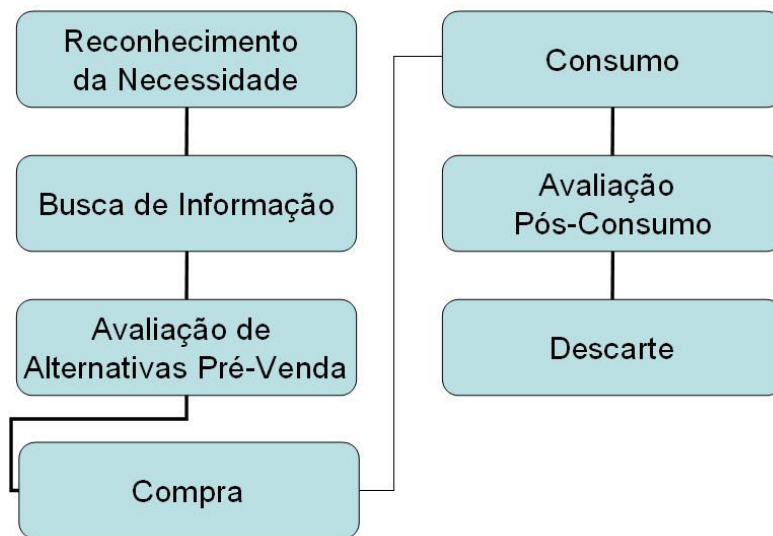 Reconhecimento
da Necessidade
Busca de Informação
Avaliação de
Alternativas Pré-Venda
Compra
Consumo
Avaliação
Pós-Consumo
Descarte